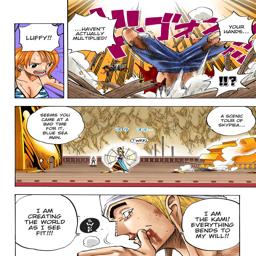 YOUR
HANDS...
...HAVEN'T
ACTUALLY
MULTIPLIED!
LUFFY!!
!!?
A SCENIC
TOUR OF
SKYPEA...
SEEMS YOU
CAME AT A
BAD TIME
FOR IT,
BLUE SEA
MAN.
I AM
THE KAMI!
EVERYTHING
BENDS TO
MY WILL!!
I AM
CREATING
THE WORLD
AS I SEE
FIT!!!